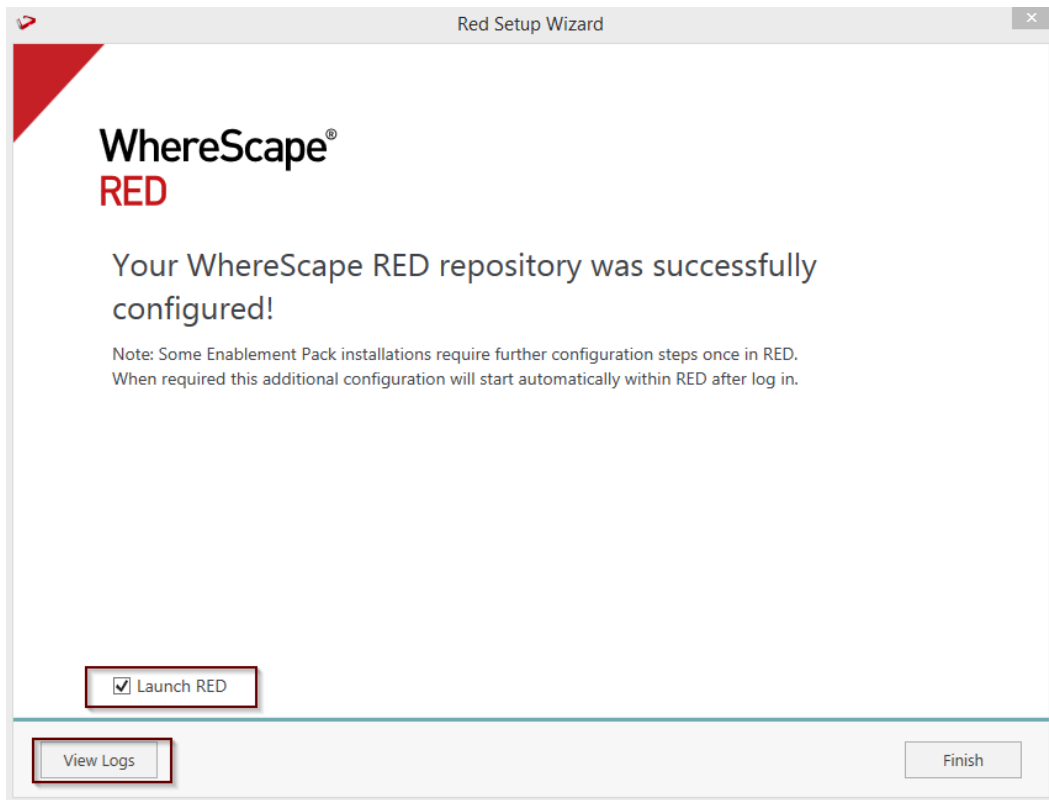 Red Setup Wizard
WhereScape®
RED
Your WhereScape RED repository was successfully
configured!
Note: Some Enablement Pack installations require further configuration steps once in RED.
When required this additional configuration will start automatically within RED after log in.
Launch RED
View Logs
Finish